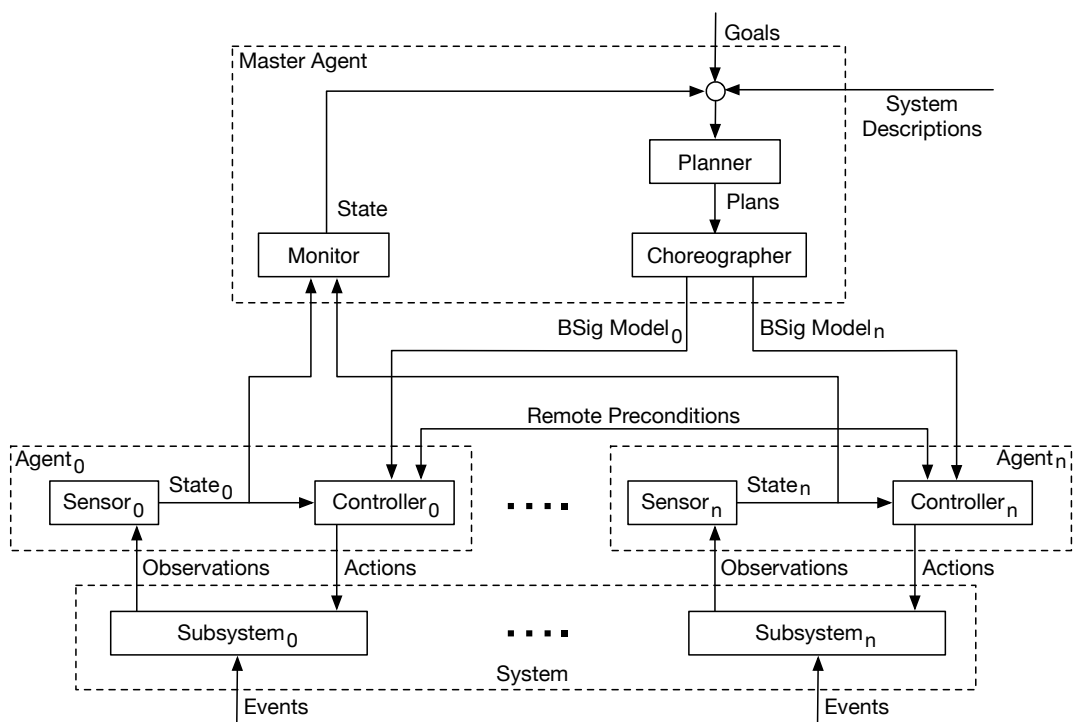 Goals
Master Agent
System
Descriptions
Planner
State
Plans
Monitor
Choreographer
BSig Model0
BSig Modeln
Remote Preconditions
Agent0
Agentn
State0
Staten
Sensor0
Controller0
Sensorn
Controllern
Observations
Actions
Observations
Actions
Subsystem0
Subsystemn
System
Events
Events